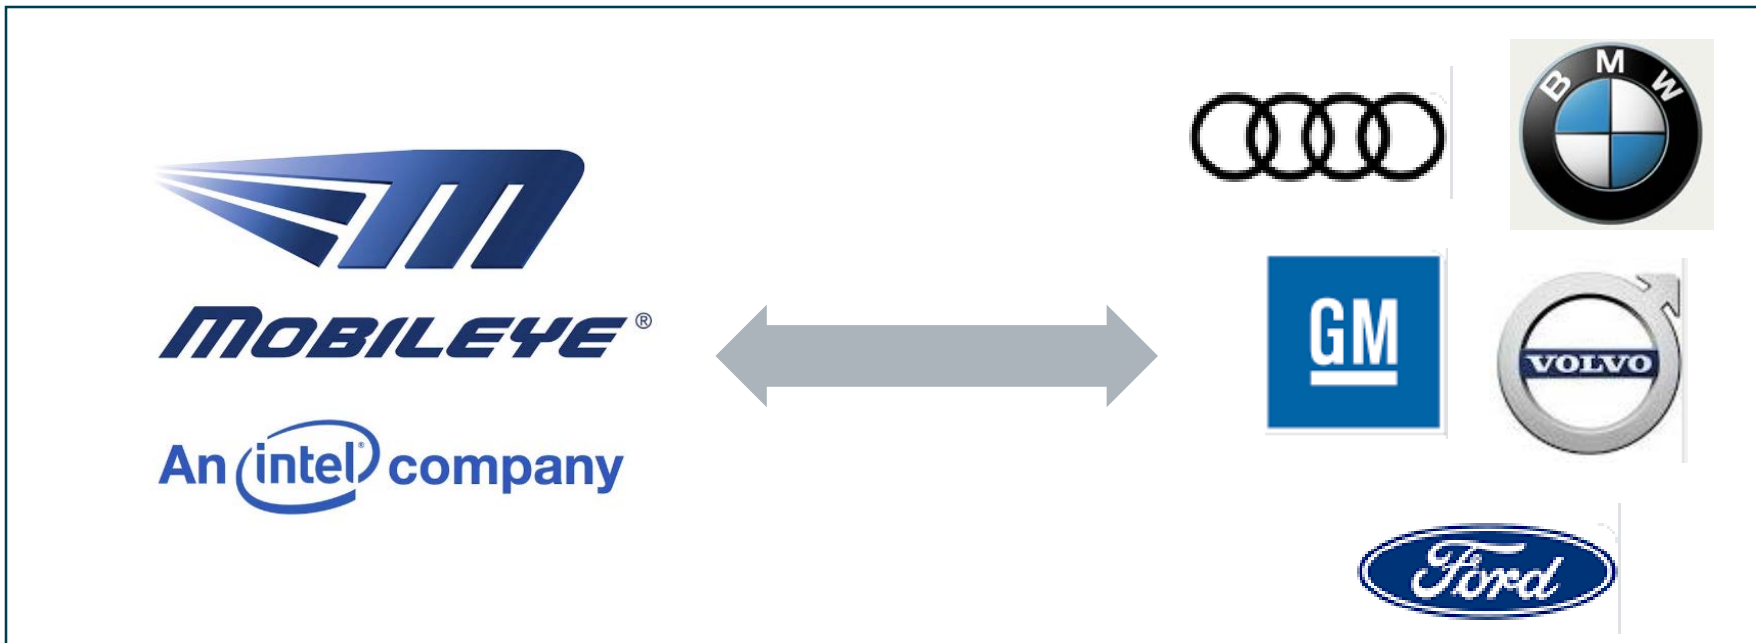 MOBILEYE®
An intel® company
BMW
GM
VOLVO
Ford